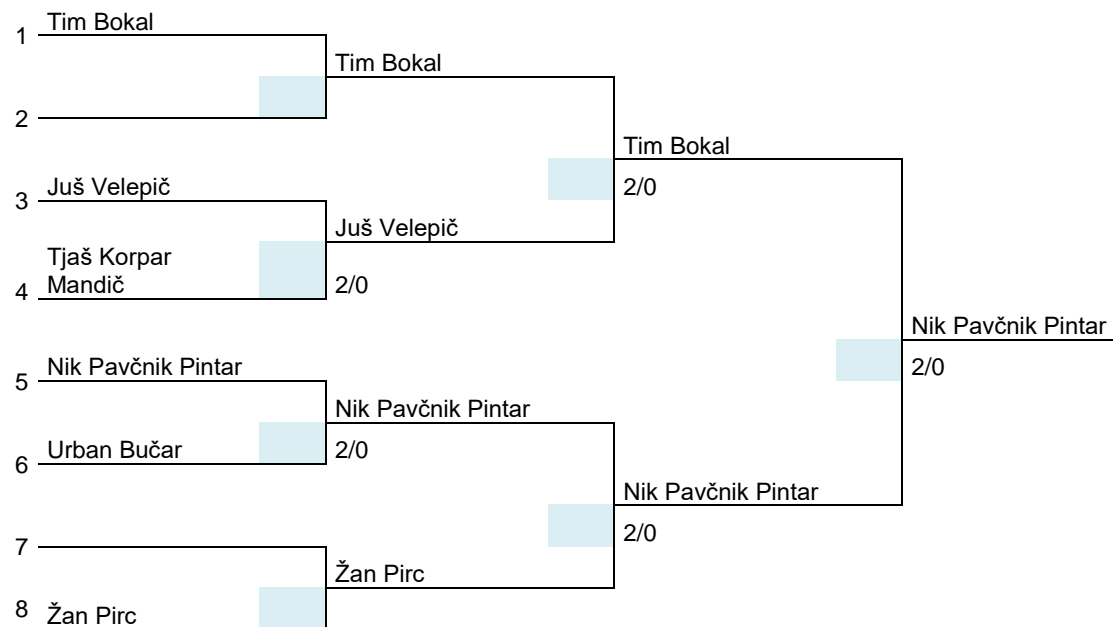 1 Tim Bokal
Tim Bokal
2
Tim Bokal
2/0
3 Juš Velepič
Juš Velepič
Tjaš Korpar
4 Mandič
2/0
Nik Pavčnik Pintar
2/0
5 Nik Pavčnik Pintar
Nik Pavčnik Pintar
6 Urban Bučar
2/0
Nik Pavčnik Pintar
2/0
7
Žan Pirc
8 Žan Pirc